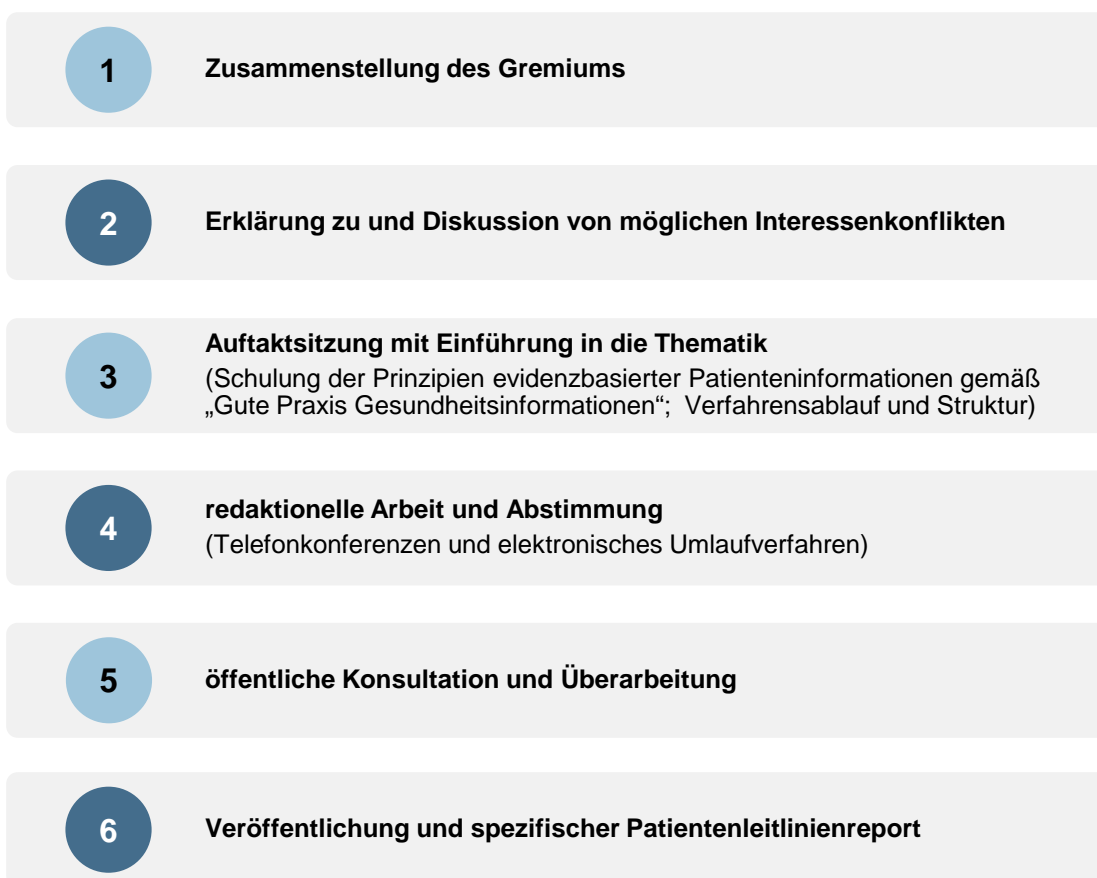 1
Zusammenstellung des Gremiums
2
Erklärung zu und Diskussion von möglichen Interessenkonflikten
3
Auftaktsitzung mit Einführung in die Thematik
(Schulung der Prinzipien evidenzbasierter Patienteninformationen gemäß
„Gute Praxis Gesundheitsinformationen“; Verfahrensablauf und Struktur)
4
redaktionelle Arbeit und Abstimmung
(Telefonkonferenzen und elektronisches Umlaufverfahren)
5
öffentliche Konsultation und Überarbeitung
6
Veröffentlichung und spezifischer Patientenleitlinienreport